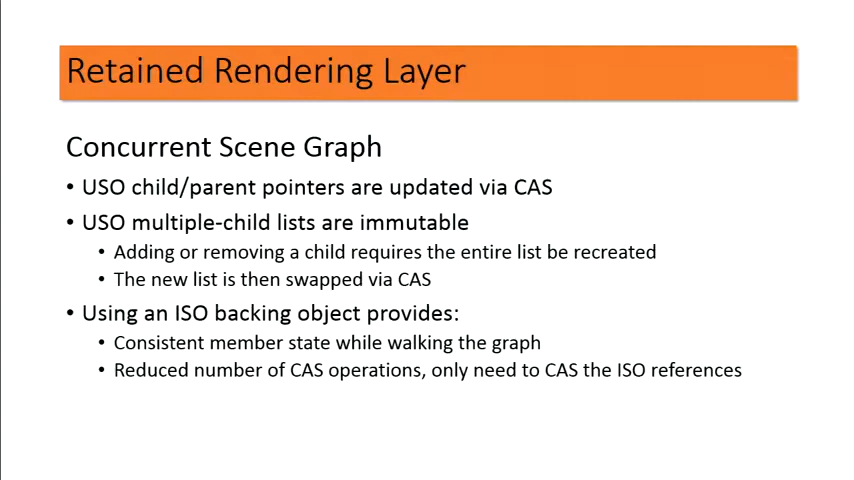 Retained Rendering Layer
Concurrent Scene Graph
• USO child/parent pointers are updated via CAS
• USO multiple-child lists are immutable
• Adding or removing a child requires the entire list be recreated
• The new list is then swapped via CAS
• Using an ISO backing object provides:
• Consistent member state while walking the graph
• Reduced number of CAS operations, only need to CAS the ISO references